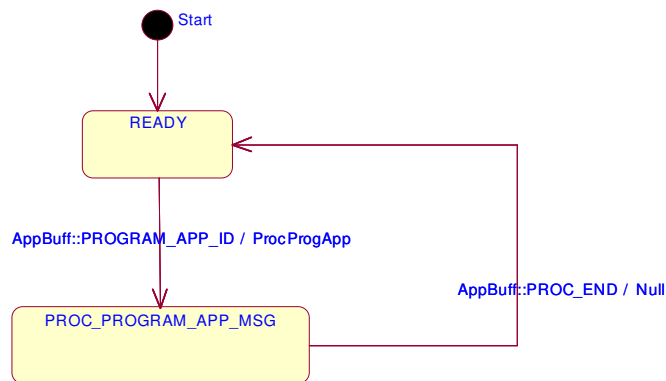 Start
READY
AppBuff::PROGRAM_APP_ID / ProcProgApp
AppBuff::PROC_END / Null
PROC_PROGRAM_APP_MSG